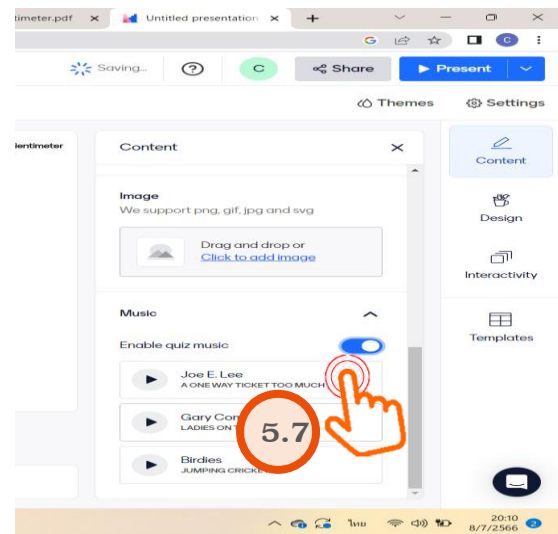 timeter.pdf
Untitled presentation
Saving...
C
Share
Present
Themes
Settings
lentimeter
Content
Content
Image
We support png, gif, jpg and svg
Design
Drag and drop or
Click to add image
Interactivity
Music
Enable quiz music
Templates
Joe E. Lee
A ONE WAY TICKET TOO MUCH
Gary
LADIES ON
5.7
Birdies
JUMPING
ไทย
20:10
8/7/2566
2